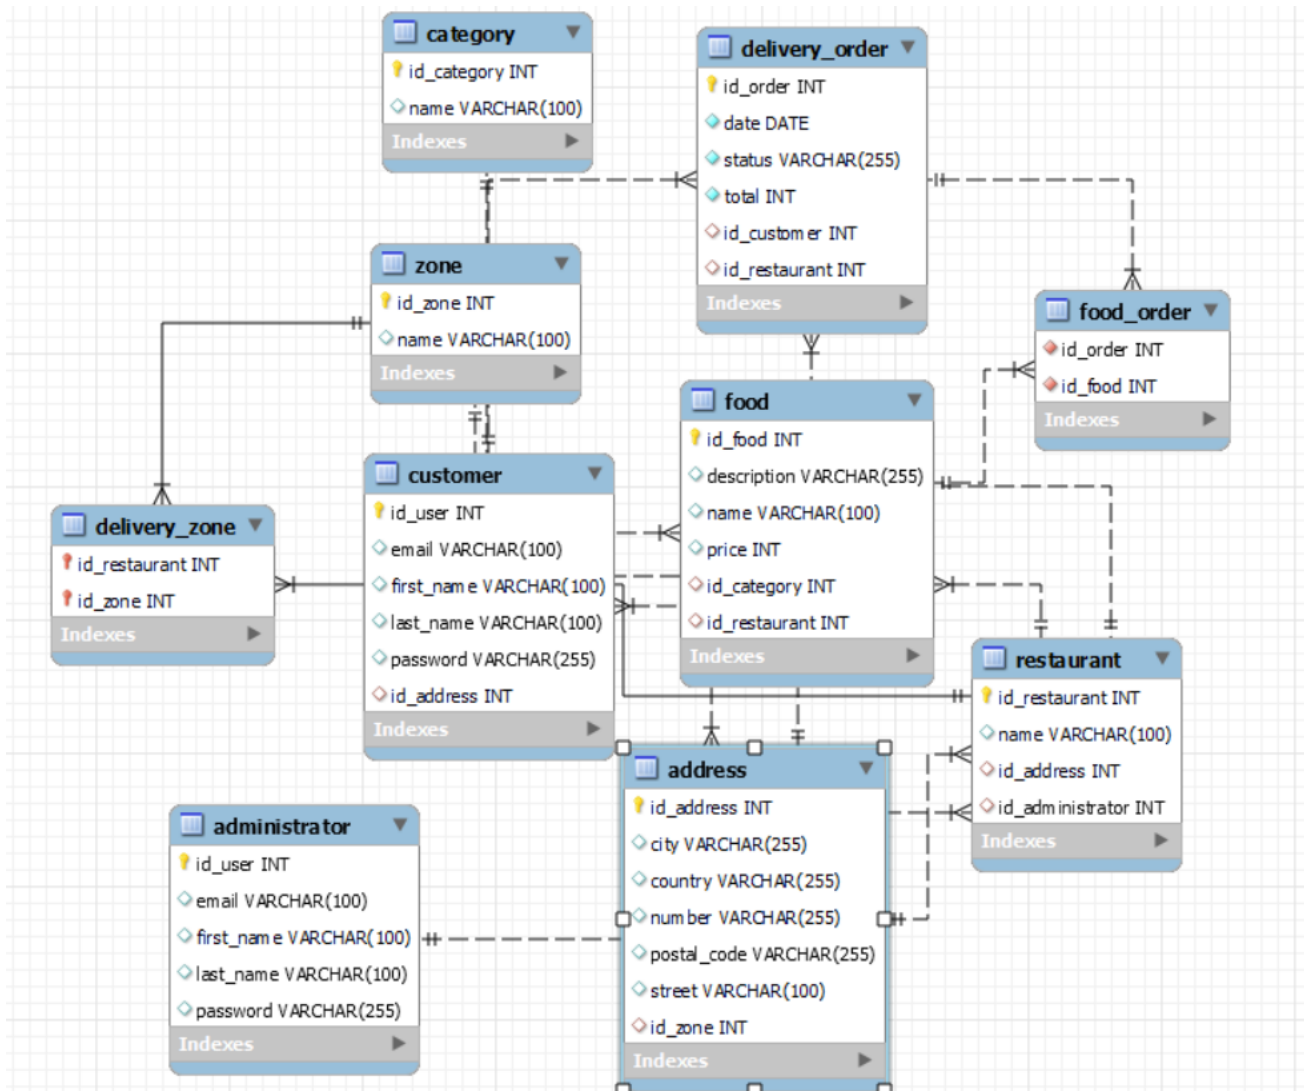 category
id_category INT
name VARCHAR(100)
Indexes
delivery_order
id_order INT
date DATE
status VARCHAR(255)
total INT
id_customer INT
id_restaurant INT
Indexes
zone
id_zone INT
name VARCHAR(100)
Indexes
food_order
id_order INT
id_food INT
Indexes
food
id_food INT
description VARCHAR(255)
name VARCHAR(100)
price INT
id_category INT
id_restaurant INT
Indexes
customer
id_user INT
email VARCHAR(100)
first_name VARCHAR(100)
last_name VARCHAR(100)
password VARCHAR(255)
id_address INT
Indexes
delivery_zone
id_restaurant INT
id_zone INT
Indexes
restaurant
id_restaurant INT
name VARCHAR(100)
id_address INT
id_administrator INT
Indexes
address
id_address INT
city VARCHAR(255)
country VARCHAR(255)
number VARCHAR(255)
postal_code VARCHAR(255)
street VARCHAR(100)
id_zone INT
Indexes
administrator
id_user INT
email VARCHAR(100)
first_name VARCHAR(100)
last_name VARCHAR(100)
password VARCHAR(255)
Indexes